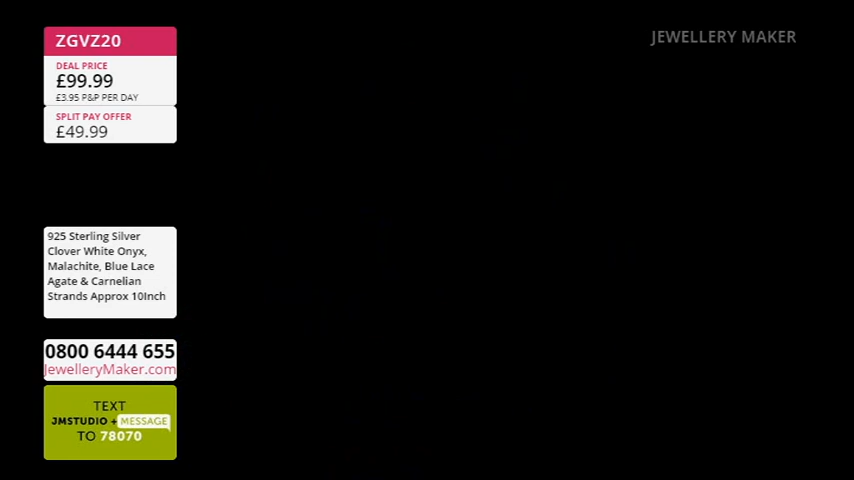 ZGVZ20
JEWELLERY MAKER
DEAL PRICE
£99.99
£3.95 P&P PER DAY
SPLIT PAY OFFER
£49.99
925 Sterling Silver
Clover White Onyx,
Malachite, Blue Lace
Agate & Carnelian
Strands Approx 10Inch
0800 6444 655
JewelleryMaker.com
TEXT
JMSTUDIO + MESSAGE
TO 78070